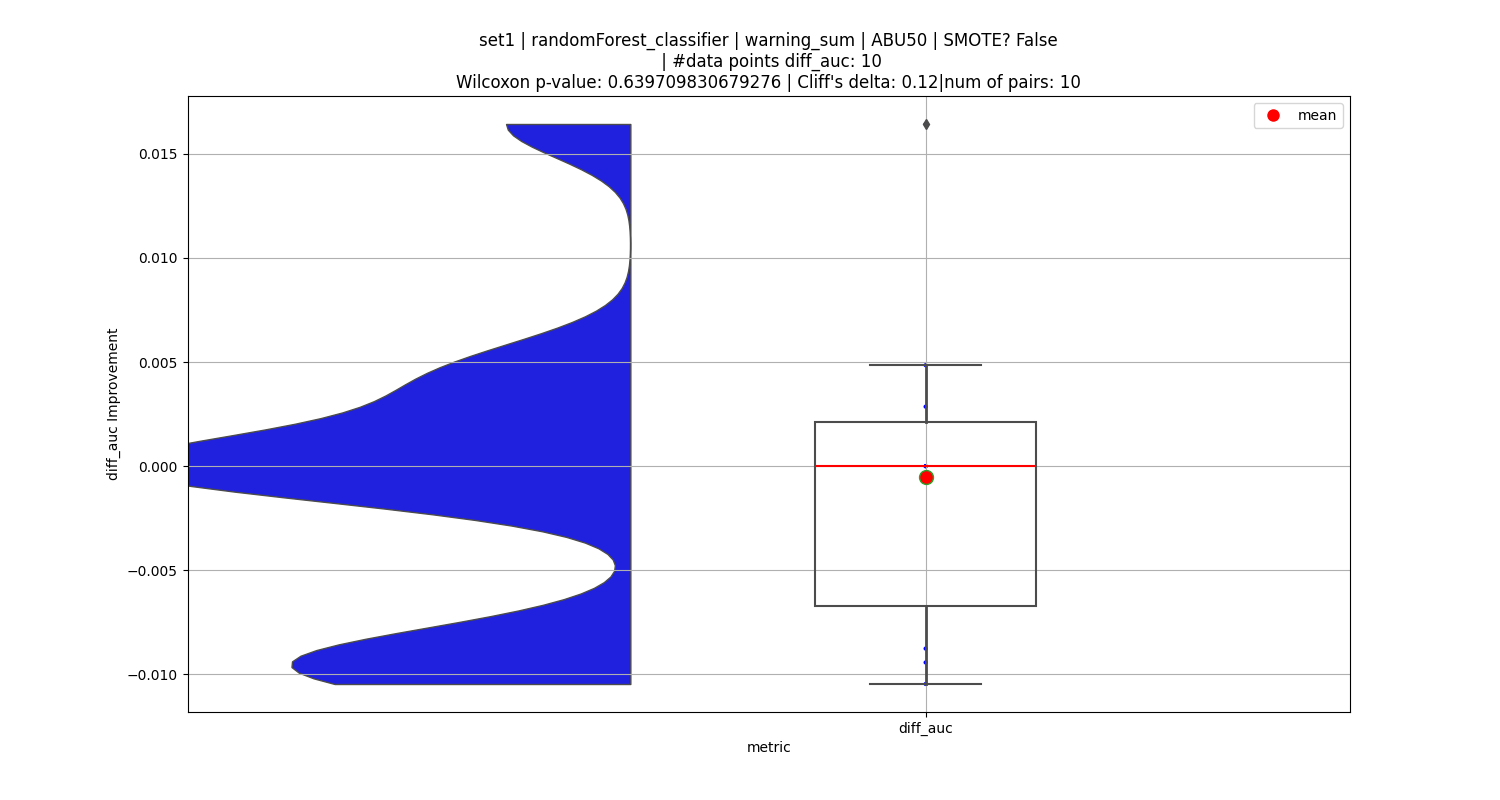 set1 | randomForest_classifier | warning_sum | ABU50 | SMOTE? False
| #data points diff_auc: 10
Wilcoxon p-value: 0.639709830679276 | Cliff's delta: 0.12|num of pairs: 10
mean
0.015
0.010
0.005
0.000
−0.005
−0.010
diff_auc Improvement
diff_auc
metric